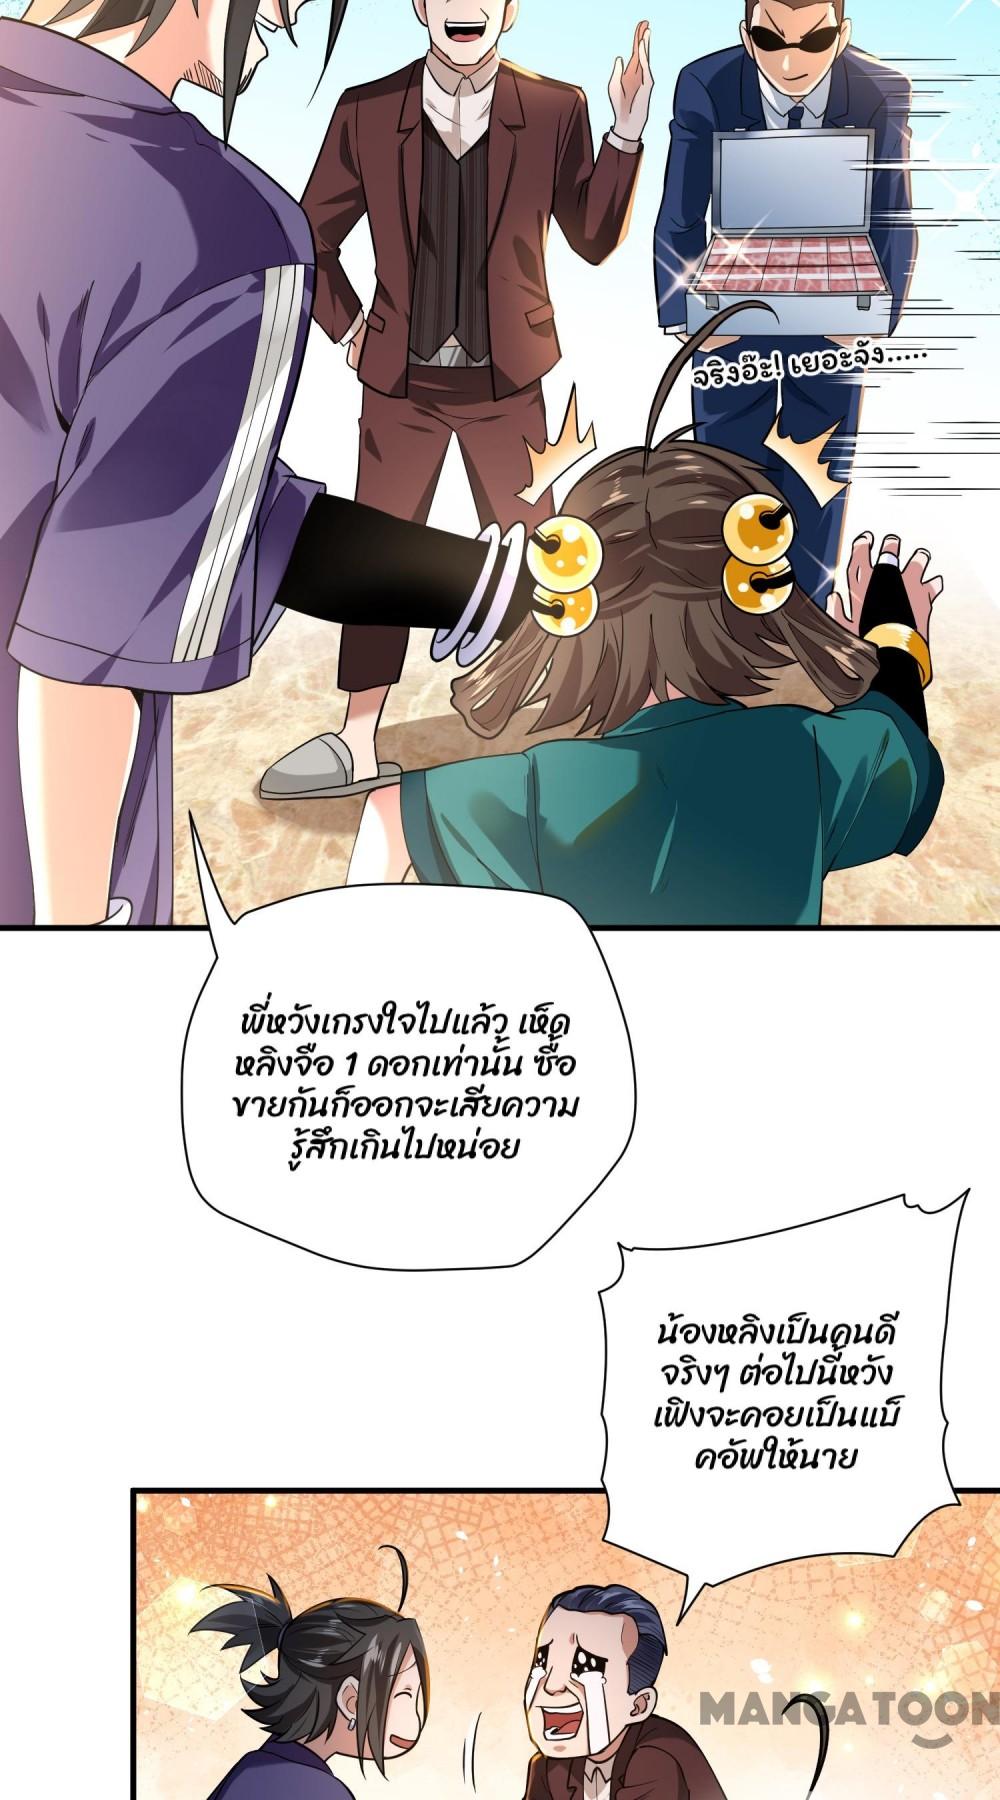 จริงอ๊ะ! เยอะจัง.....
พี่หวังเกรงใจไปแล้ว เห็ด
หลิงจือ 1 ดอกเท่านั้น ซื้อ
ขายกันก็ออกจะเสียความ
รู้สึกเกินไปหน่อย
น้องหลิงเป็นคนดี
จริงๆ ต่อไปนี้หวัง
เฟิงจะคอยเป็นแบ็
คอัพให้นาย
MANGATOON